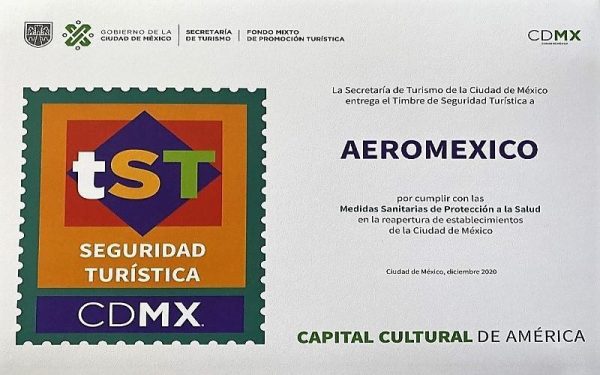 GOBIERNO DE LA
CIUDAD DE MÉXICO
SECRETARÍA
DE TURISMO
FONDO MIXTO
DE PROMOCIÓN TURÍSTICA
CDMX
La Secretaría de Turismo de la Ciudad de México
entrega el Timbre de Seguridad Turística a
AEROMEXICO
por cumplir con las
Medidas Sanitarias de Protección a la Salud
en la reapertura de establecimientos
de la Ciudad de México
Ciudad de México, diciembre 2020
tST
SEGURIDAD
TURÍSTICA
CDMX
CAPITAL CULTURAL DE AMÉRICA